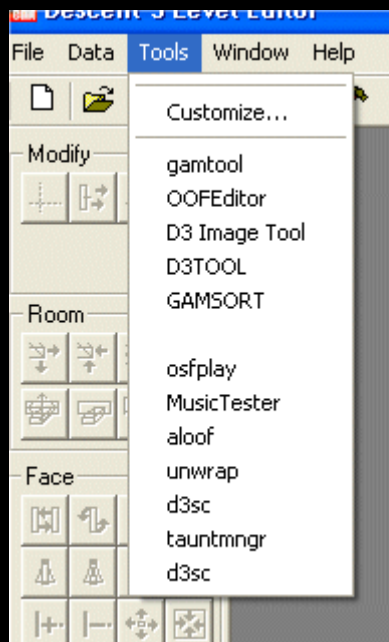 Descent 3 Level Editor
File Data Tools Window Help
Customize...
Modify
gamtool
OOFEditor
D3 Image Tool
D3TOOL
GAMSORT
Room
osfplay
MusicTester
aloof
unwrap
Face
d3sc
tauntmngr
d3sc